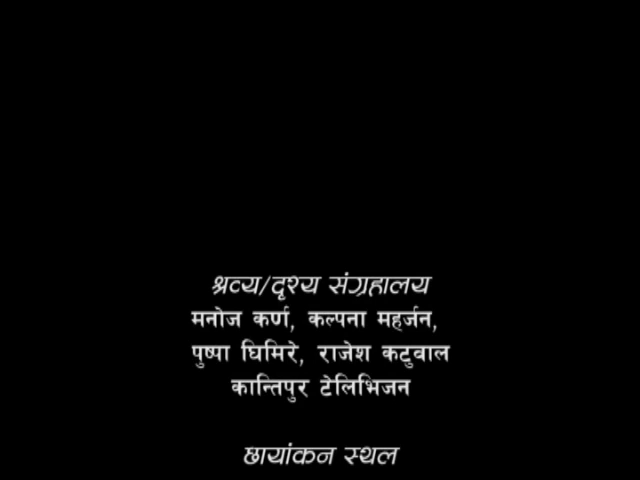 श्रव्य/दृश्य संग्रहालय
मनोज कर्ण, कल्पना महर्जन,
पुष्पा घिमिरे, राजेश कटुवाल
कान्तिपुर टेलिभिजन
छायांकन स्थल